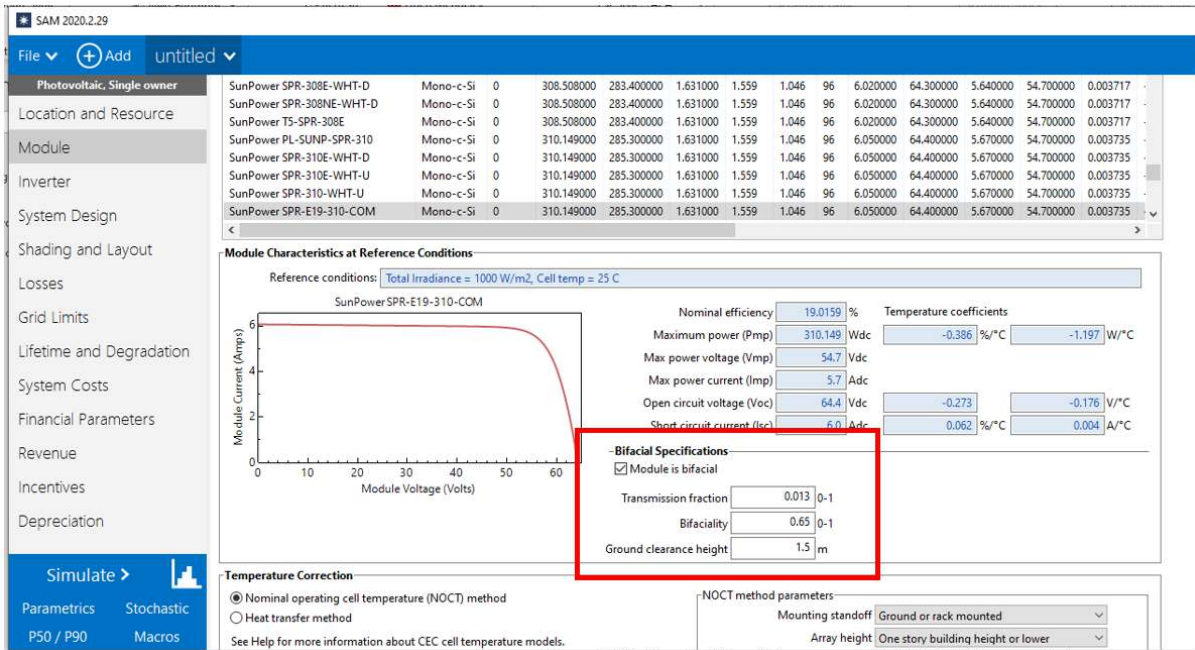 SAM 2020.2.29
File Add untitled
Photovoltaic, Single owner
Location and Resource
Module
Inverter
System Design
Shading and Layout
Losses
Grid Limits
Lifetime and Degradation
System Costs
Financial Parameters
Revenue
Incentives
Depreciation
Simulate >
Parametrics Stochastic
P50 / P90 Macros
SunPower SPR-308E-WHT-D Mono-c-Si 0 308.508000 283.400000 1.631000 1.559 1.046 96 6.020000 64.300000 5.640000 54.700000 0.003717
SunPower SPR-308NE-WHT-D Mono-c-Si 0 308.508000 283.400000 1.631000 1.559 1.046 96 6.020000 64.300000 5.640000 54.700000 0.003717
SunPower T5-SPR-308E Mono-c-Si 0 308.508000 283.400000 1.631000 1.559 1.046 96 6.020000 64.300000 5.640000 54.700000 0.003717
SunPower PL-SUNP-SPR-310 Mono-c-Si 0 310.149000 285.300000 1.631000 1.559 1.046 96 6.050000 64.400000 5.670000 54.700000 0.003735
SunPower SPR-310E-WHT-D Mono-c-Si 0 310.149000 285.300000 1.631000 1.559 1.046 96 6.050000 64.400000 5.670000 54.700000 0.003735
SunPower SPR-310E-WHT-U Mono-c-Si 0 310.149000 285.300000 1.631000 1.559 1.046 96 6.050000 64.400000 5.670000 54.700000 0.003735
SunPower SPR-310-WHT-U Mono-c-Si 0 310.149000 285.300000 1.631000 1.559 1.046 96 6.050000 64.400000 5.670000 54.700000 0.003735
SunPower SPR-E19-310-COM Mono-c-Si 0 310.149000 285.300000 1.631000 1.559 1.046 96 6.050000 64.400000 5.670000 54.700000 0.003735
Module Characteristics at Reference Conditions
Reference conditions: Total Irradiance = 1000 W/m2, Cell temp = 25 C
SunPower SPR-E19-310-COM
Module Current (Amps)
6
4
2
0
0 10 20 30 40 50 60
Module Voltage (Volts)
Nominal efficiency 19.0159 % Temperature coefficients
Maximum power (Pmp) 310.149 Wdc -0.386 %/°C -1.197 W/°C
Max power voltage (Vmp) 54.7 Vdc
Max power current (Imp) 5.7 Adc
Open circuit voltage (Voc) 64.4 Vdc -0.273 -0.176 V/°C
Short circuit current (Isc) 6.0 Adc 0.062 %/°C 0.004 A/°C
Bifacial Specifications
Module is bifacial
Transmission fraction 0.013 0-1
Bifaciality 0.65 0-1
Ground clearance height 1.5 m
Temperature Correction
Nominal operating cell temperature (NOCT) method
Heat transfer method
See Help for more information about CEC cell temperature models.
NOCT method parameters
Mounting standoff Ground or rack mounted
Array height One story building height or lower